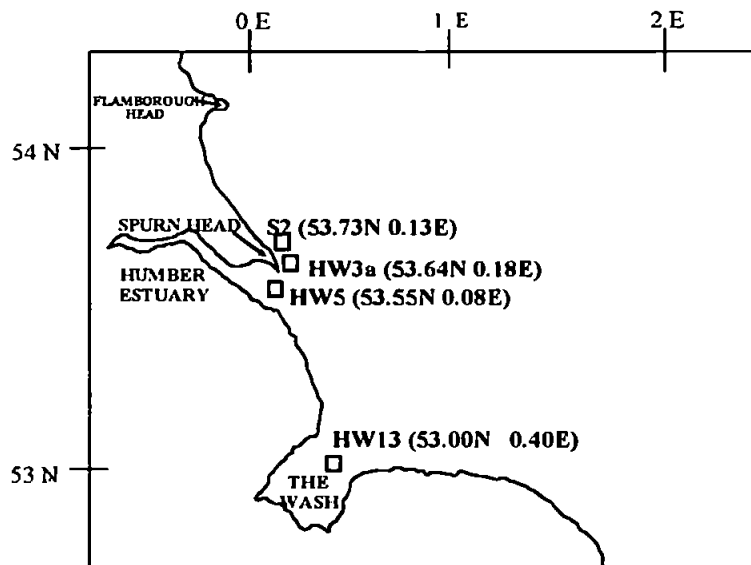 0 E 1 E 2 E
FLAMBOROUGH
HEAD
54 N
SPURN HEAD
S2 (53.73N 0.13E)
HW3a (53.64N 0.18E)
HUMBER
ESTUARY
HW5 (53.55N 0.08E)
HW13 (53.00N 0.40E)
53 N
THE
WASH